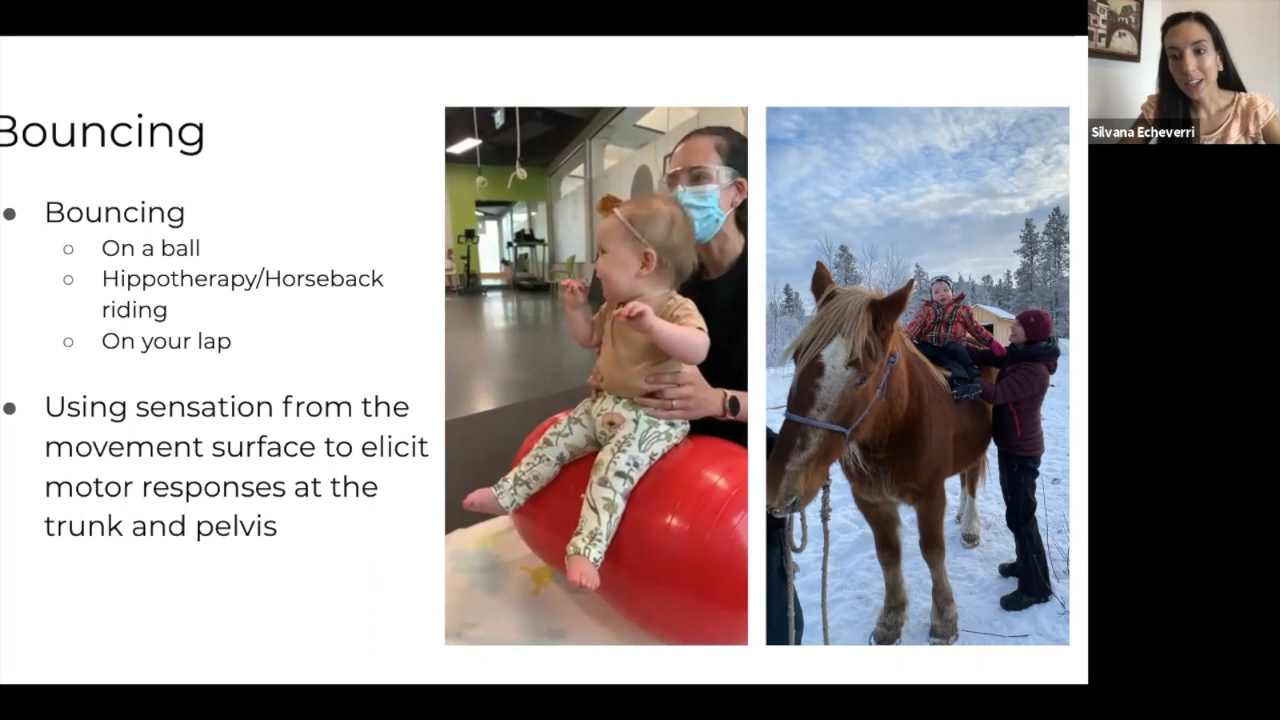 Bouncing
Bouncing
On a ball
Hippotherapy/Horseback
riding
On your lap
Using sensation from the
movement surface to elicit
motor responses at the
trunk and pelvis
Silvana Echeverri